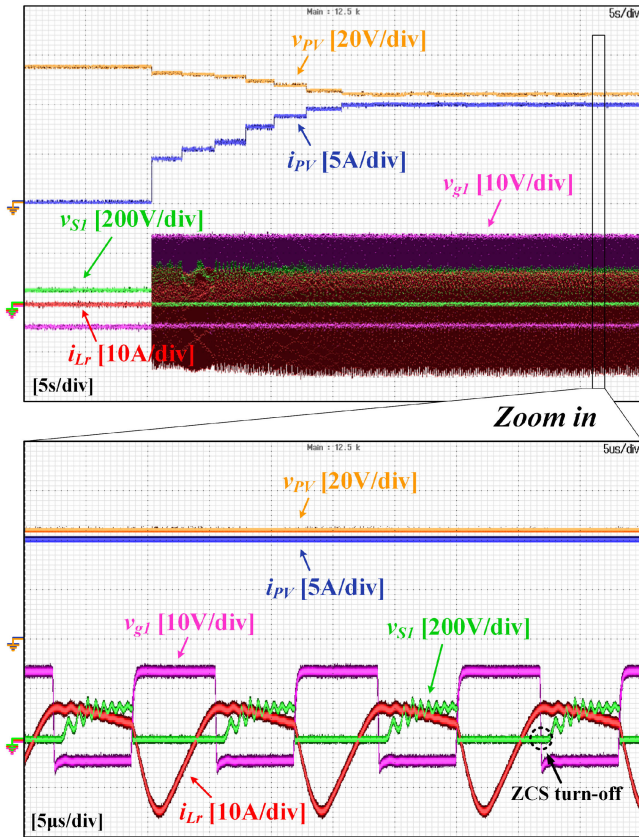 Main : 12.5 k
5s/div
vPV [20V/div]
iPV [5A/div]
vg1 [10V/div]
vS1 [200V/div]
iLr [10A/div]
[5s/div]
Zoom in
Main : 12.5 k
5us/div
vPV [20V/div]
iPV [5A/div]
vg1 [10V/div]
vS1 [200V/div]
iLr [10A/div]
ZCS turn-off
[5μs/div]